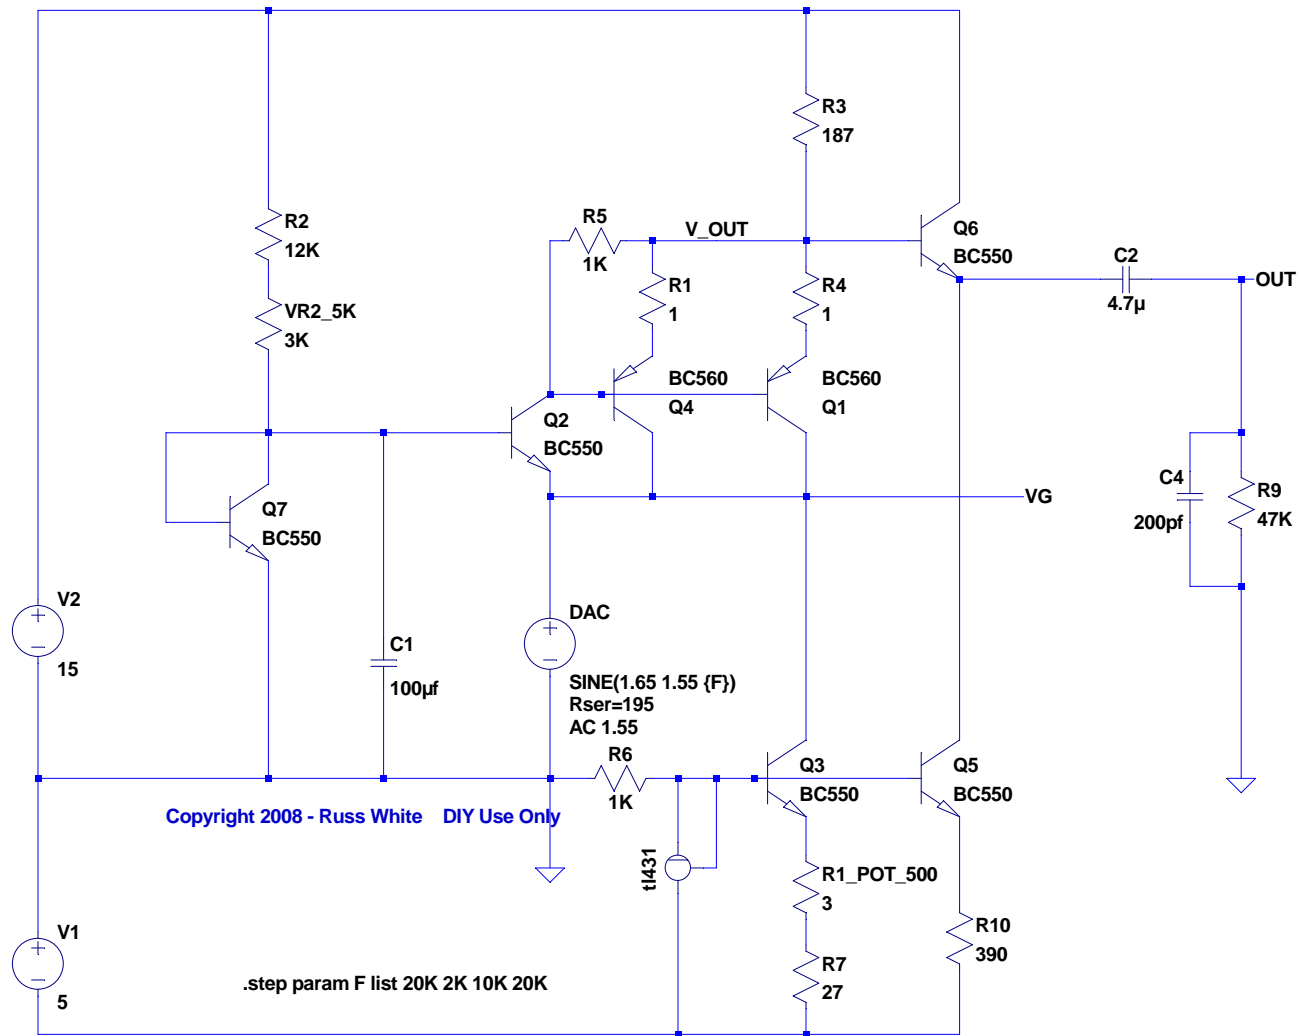 R3
187
R2
12K
R5
1K
V_OUT
Q6
BC550
C2
4.7µ
OUT
R1
1
R4
1
VR2_5K
3K
BC560
Q4
BC560
Q1
Q2
BC550
C4
200pf
R9
47K
Q7
BC550
VG
V2
15
C1
100µf
DAC
SINE(1.65 1.55 {F})
Rser=195
AC 1.55
R6
1K
Q3
BC550
Q5
BC550
Copyright 2008 - Russ White    DIY Use Only
tl431
R1_POT_500
3
R10
390
V1
5
R7
27
.step param F list 20K 2K 10K 20K